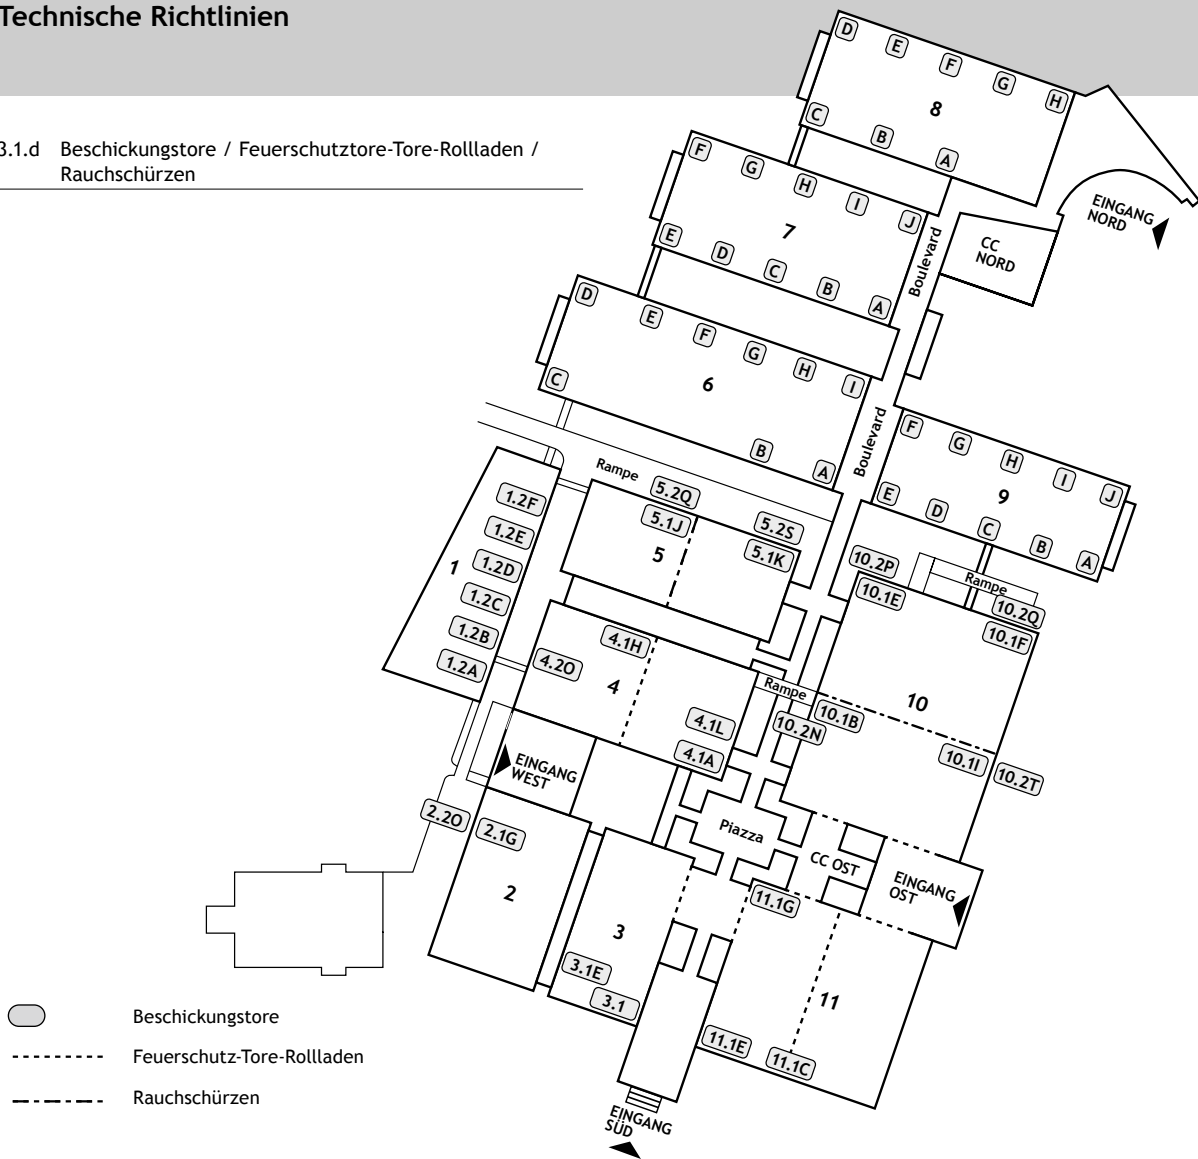 Technische Richtlinien
3.1.d Beschickungstore / Feuerschutztore-Tore-Rollladen /
Rauchschürzen
D
E
F
G
H
8
C
B
A
EINGANG
NORD
F
G
H
I
J
7
E
D
C
B
A
Boulevard
CC
NORD
D
E
F
G
H
I
6
C
B
A
Boulevard
F
G
H
I
J
9
E
D
C
B
A
Rampe
1.2F
1.2E
1.2D
1.2C
1.2B
1.2A
1
5.2Q
5.1J
5.2S
5.1K
5
10.2P
10.1E
Rampe
10.2Q
10.1F
10
4.1H
4.2O
4
4.1L
4.1A
Rampe
10.2N
10.1B
10.1I
10.2T
EINGANG
WEST
2.2O
2.1G
2
Piazza
CC OST
EINGANG
OST
3
3.1E
3.1
11.1G
11
11.1E
11.1C
EINGANG
SÜD
Beschickungstore
Feuerschutz-Tore-Rollladen
Rauchschürzen